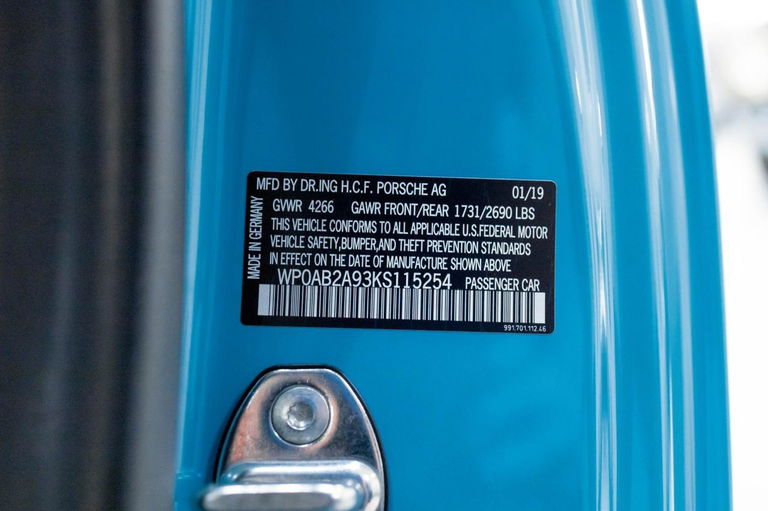 MFD BY DR.ING H.C.F. PORSCHE AG 01/19
GVWR 4266 GAWR FRONT/REAR 1731/2690 LBS
THIS VEHICLE CONFORMS TO ALL APPLICABLE U.S.FEDERAL MOTOR
VEHICLE SAFETY,BUMPER,AND THEFT PREVENTION STANDARDS
IN EFFECT ON THE DATE OF MANUFACTURE SHOWN ABOVE
WP0AB2A93KS115254 PASSENGER CAR
991.701.112.46
MADE IN GERMANY